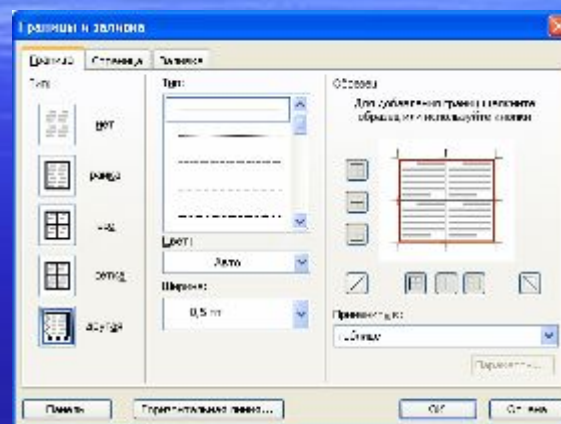 Границы и заливка
Граница Страница Заливка
Тип:
нет
рамка
все
сетка
другая
Тип:
Цвет:
Авто
Ширина:
0,5 пт
Образец
Для добавления границ щелкните
образец или используйте кнопки
Применить к:
таблице
Параметры...
Панель
Горизонтальная линия...
ОК
Отмена